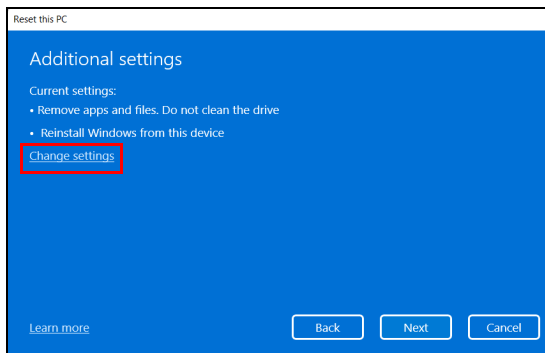 Reset this PC
Additional settings
Current settings:
• Remove apps and files. Do not clean the drive
• Reinstall Windows from this device
Change settings
Learn more
Back
Next
Cancel